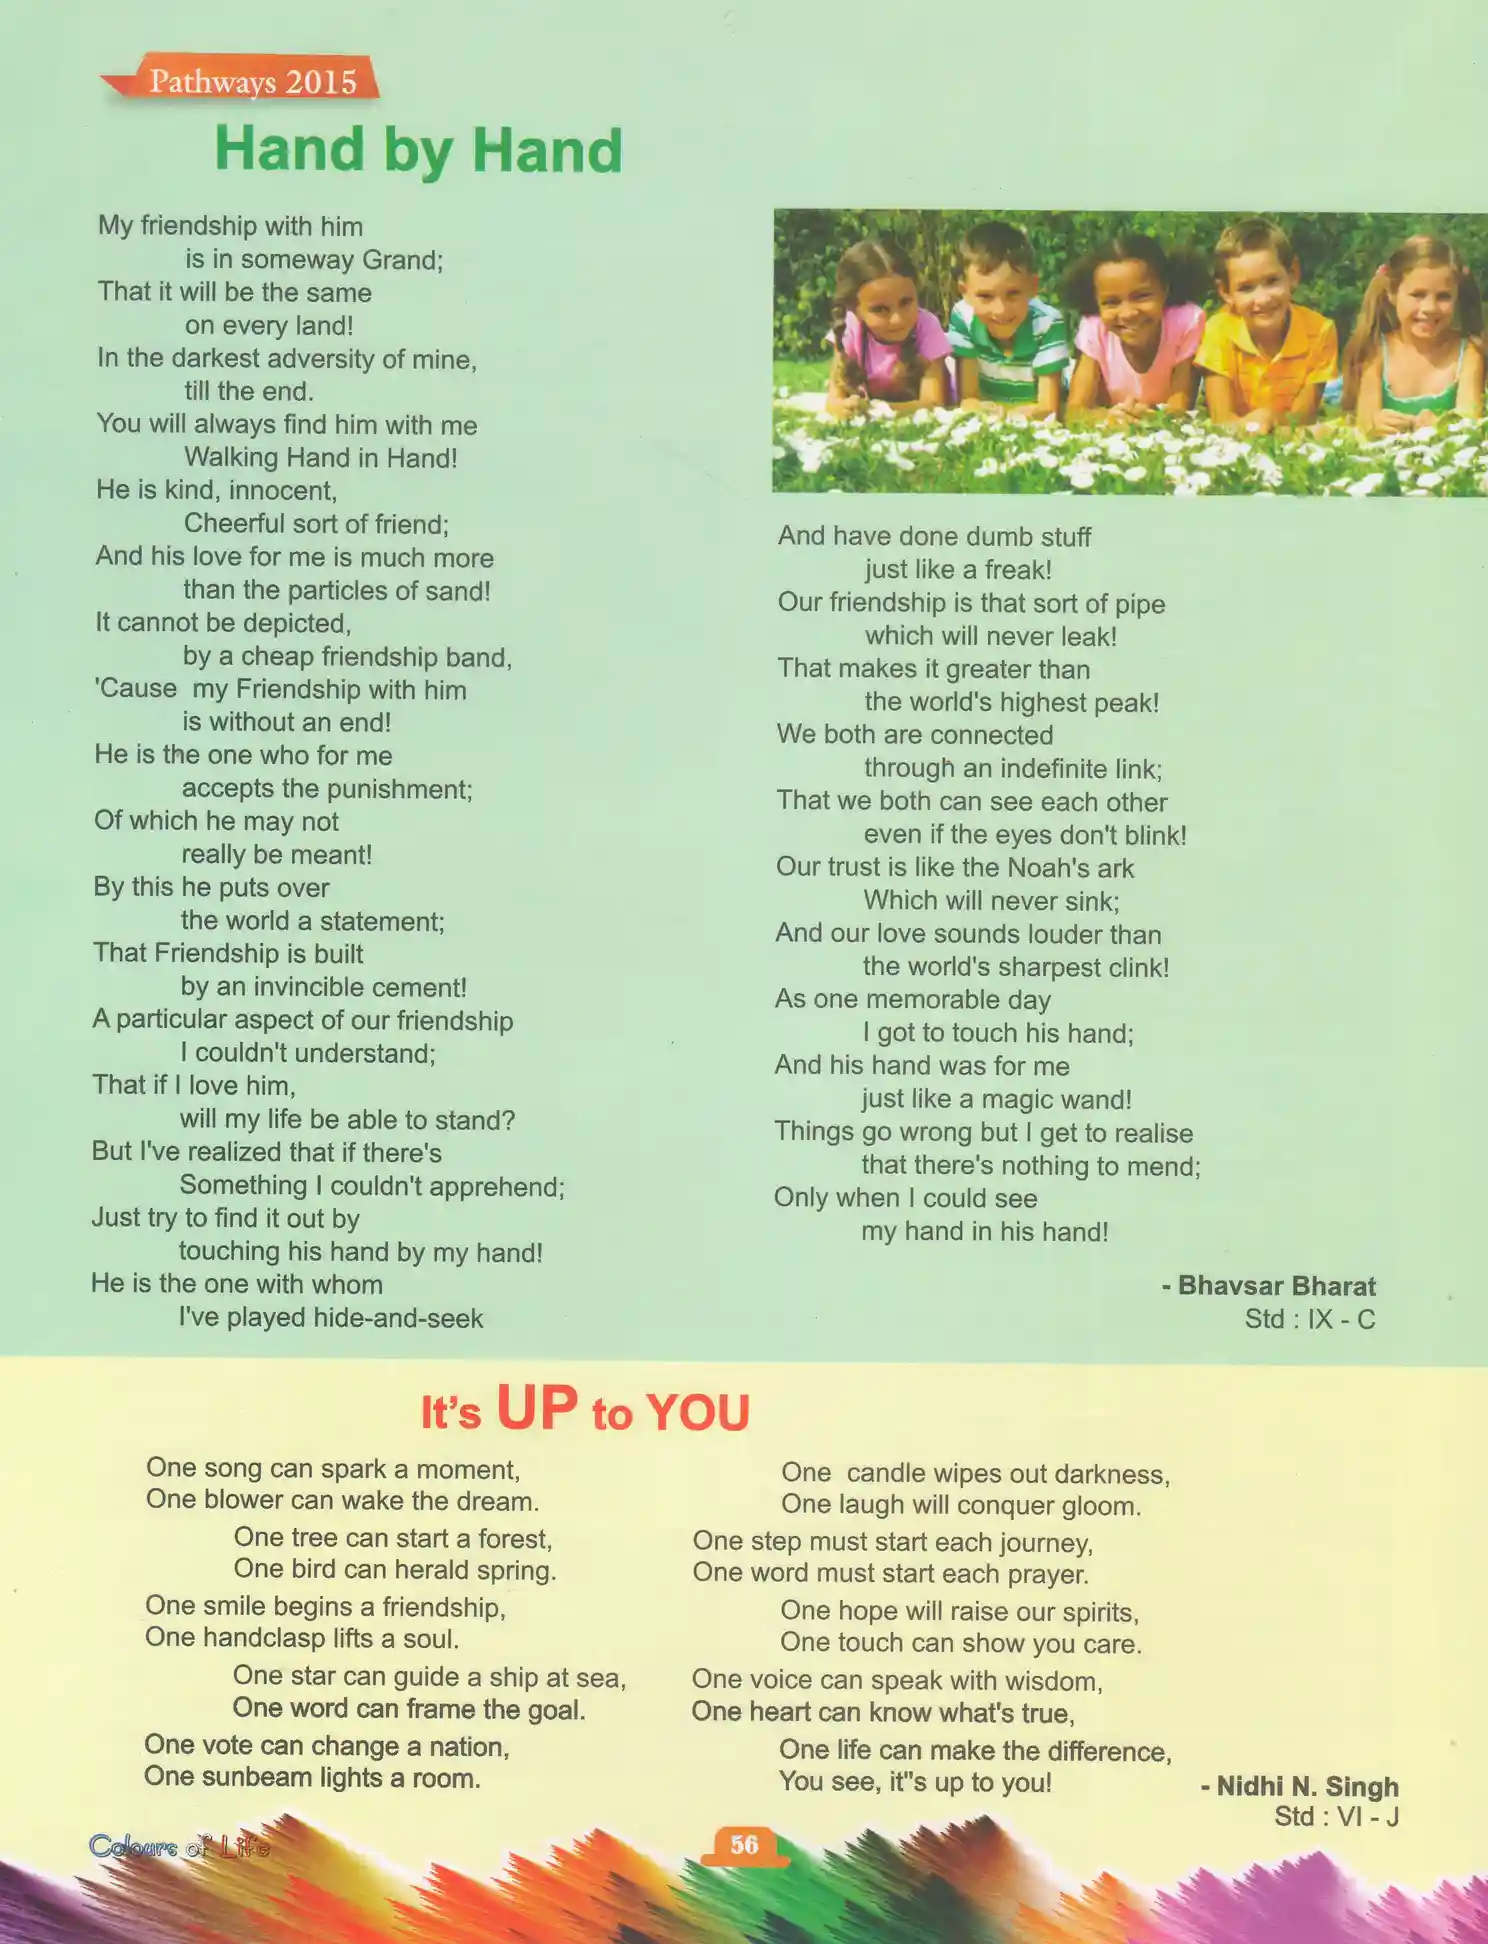 Pathways 2015
Hand by Hand
My friendship with him
is in someway Grand;
That it will be the same
on every land!
In the darkest adversity of mine,
till the end.
You will always find him with me
Walking Hand in Hand!
He is kind, innocent,
Cheerful sort of friend;
And his love for me is much more
than the particles of sand!
It cannot be depicted,
by a cheap friendship band,
'Cause my Friendship with him
is without an end!
He is the one who for me
accepts the punishment;
Of which he may not
really be meant!
By this he puts over
the world a statement;
That Friendship is built
by an invincible cement!
A particular aspect of our friendship
I couldn't understand;
That if I love him,
will my life be able to stand?
But I've realized that if there's
Something I couldn't apprehend;
Just try to find it out by
touching his hand by my hand!
He is the one with whom
I've played hide-and-seek
And have done dumb stuff
just like a freak!
Our friendship is that sort of pipe
which will never leak!
That makes it greater than
the world's highest peak!
We both are connected
through an indefinite link;
That we both can see each other
even if the eyes don't blink!
Our trust is like the Noah's ark
Which will never sink;
And our love sounds louder than
the world's sharpest clink!
As one memorable day
I got to touch his hand;
And his hand was for me
just like a magic wand!
Things go wrong but I get to realise
that there's nothing to mend;
Only when I could see
my hand in his hand!
- Bhavsar Bharat
Std : IX - C
It's UP to YOU
One song can spark a moment,
One blower can wake the dream.
One tree can start a forest,
One bird can herald spring.
One smile begins a friendship,
One handclasp lifts a soul.
One star can guide a ship at sea,
One word can frame the goal.
One vote can change a nation,
One sunbeam lights a room.
One candle wipes out darkness,
One laugh will conquer gloom.
One step must start each journey,
One word must start each prayer.
One hope will raise our spirits,
One touch can show you care.
One voice can speak with wisdom,
One heart can know what's true,
One life can make the difference,
You see, it"s up to you!
- Nidhi N. Singh
Std : VI - J
Colours of Life
56